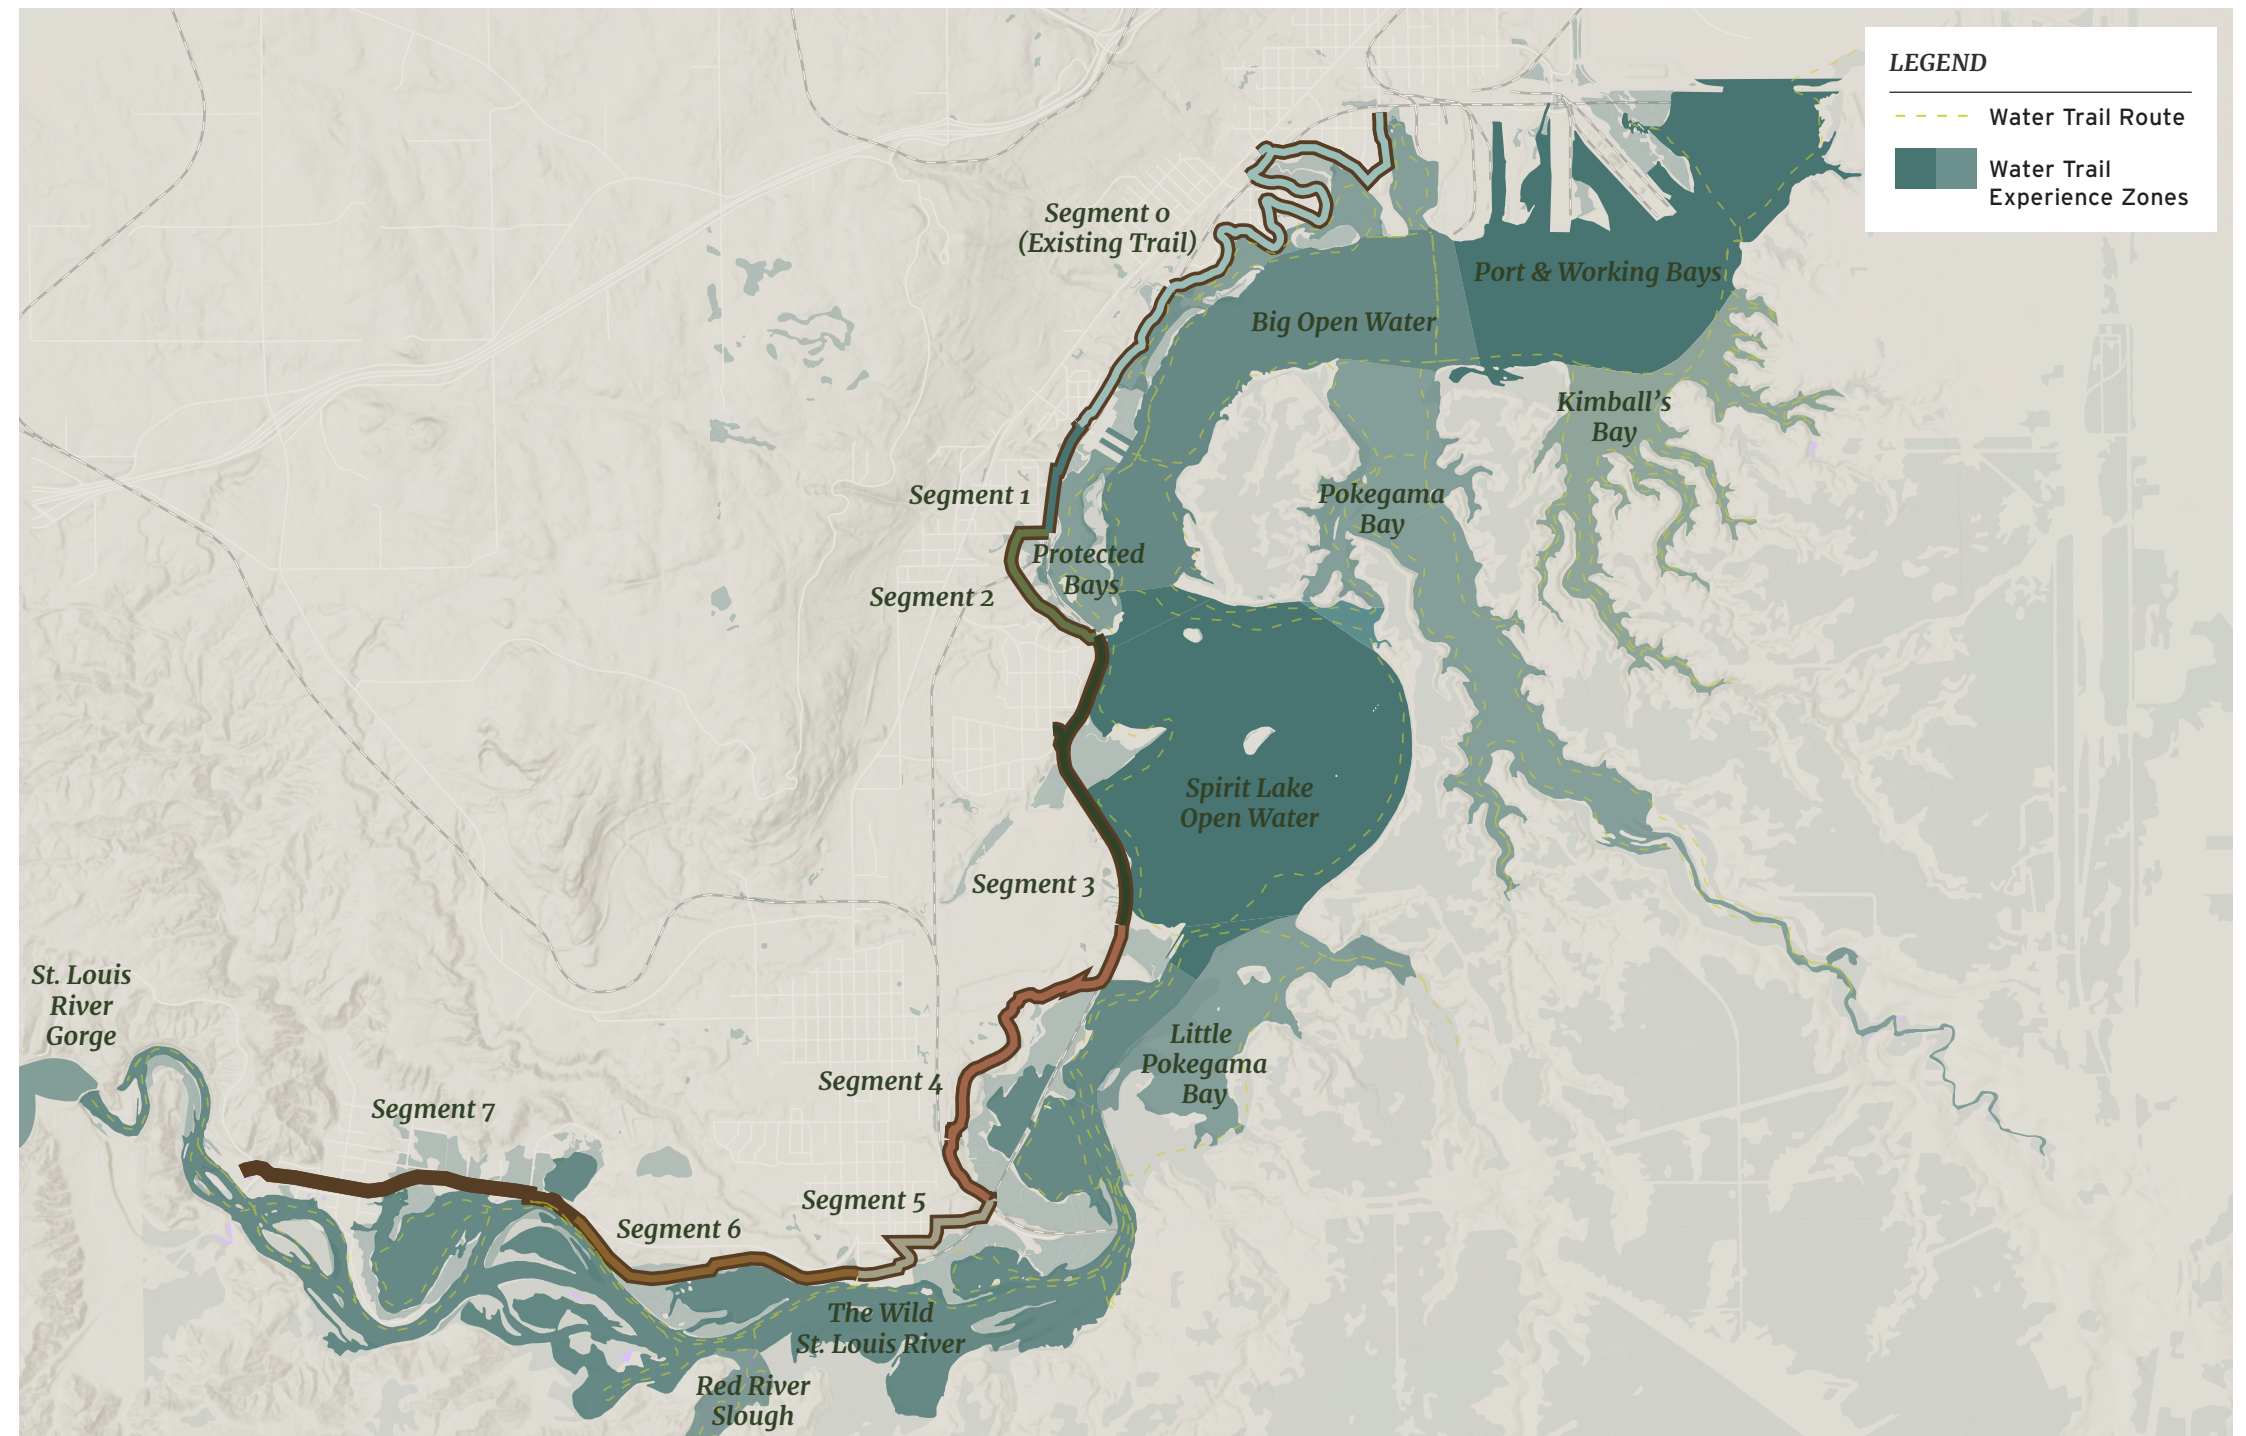 LEGEND
Water Trail Route
Water Trail
Experience Zones
Segment 0
(Existing Trail)
Port & Working Bays
Big Open Water
Kimball's
Bay
Segment 1
Pokegama
Bay
Protected
Bays
Segment 2
Spirit Lake
Open Water
Segment 3
St. Louis
River
Gorge
Little
Pokegama
Bay
Segment 4
Segment 7
Segment 5
Segment 6
The Wild
St. Louis River
Red River
Slough